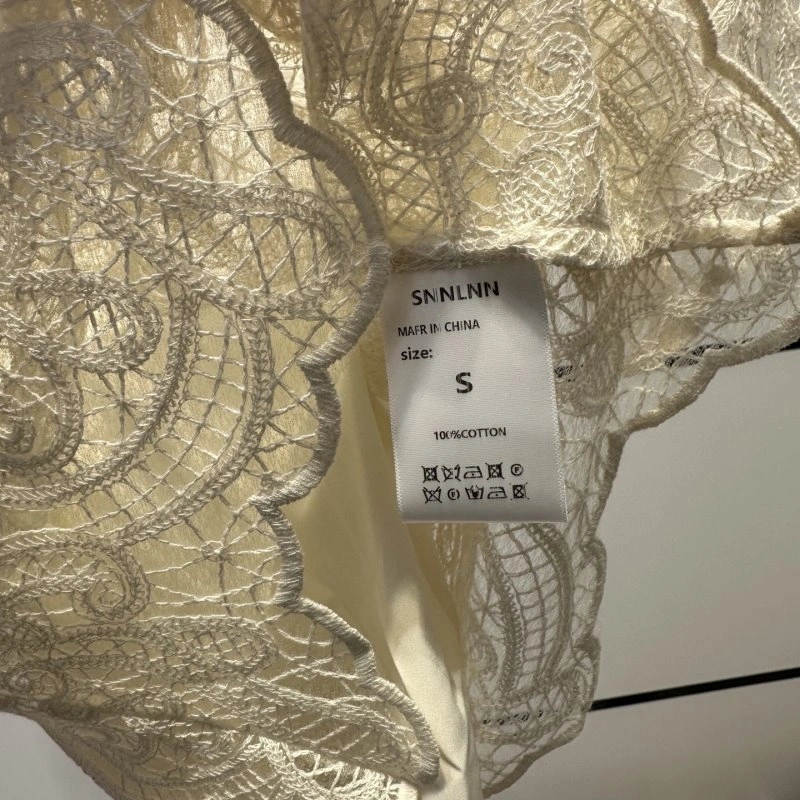 SNNLNN
MAFR IN CHINA
size:
S
100%COTTON